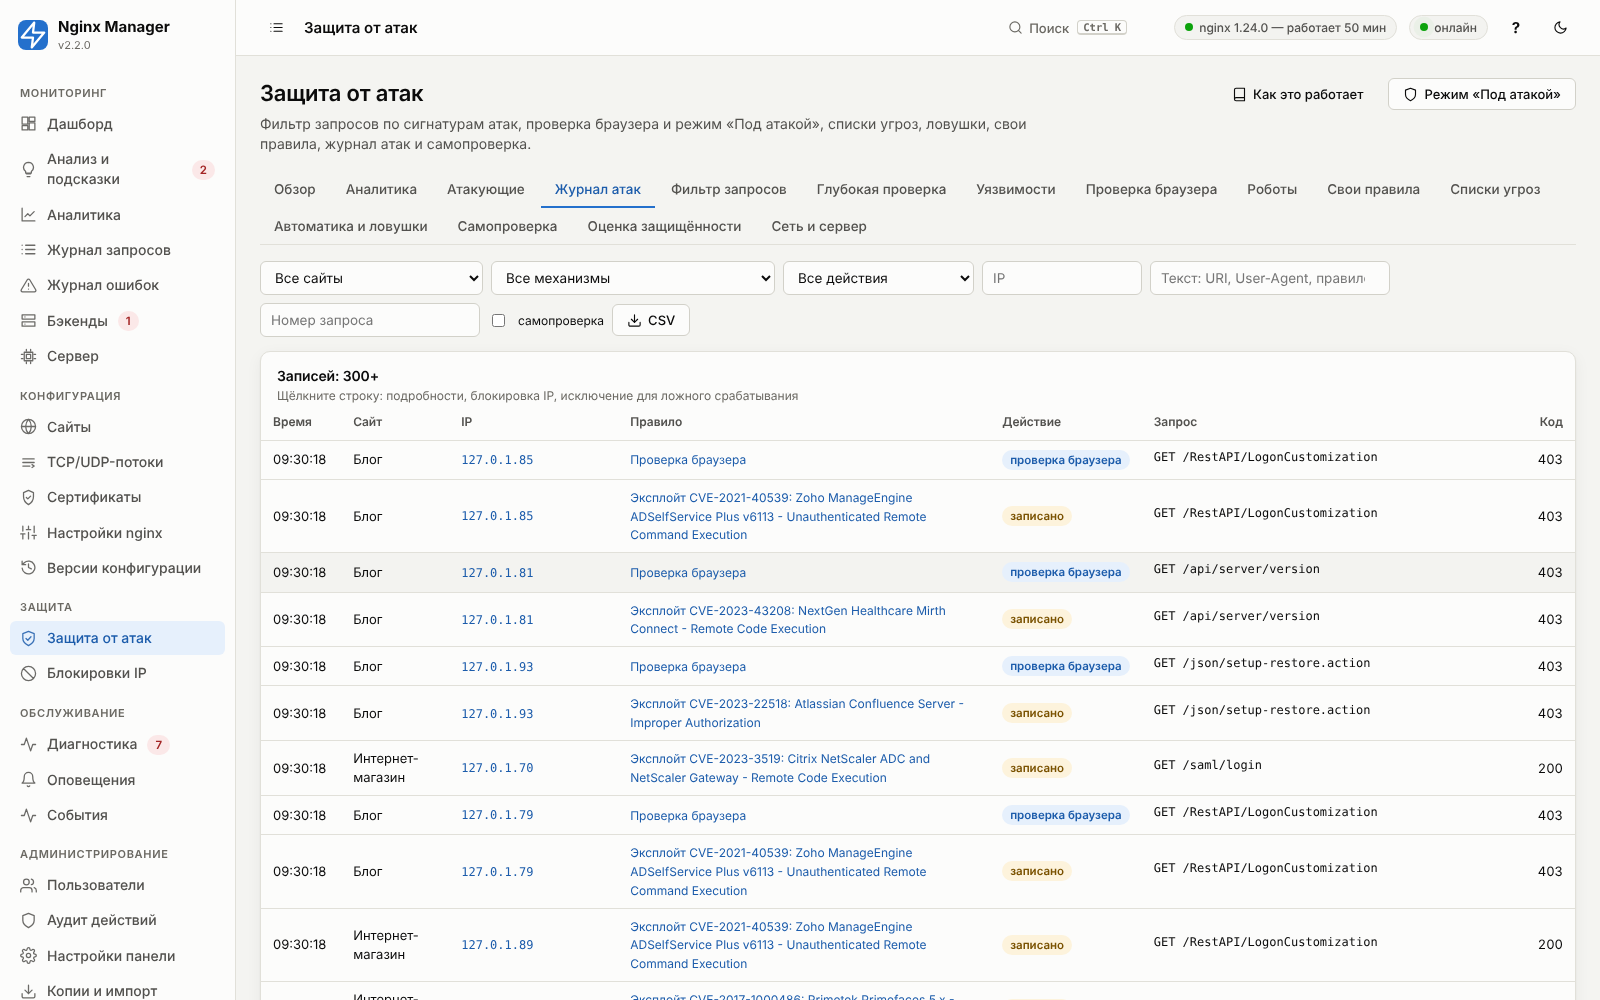 Nginx Manager
v2.2.0
МОНИТОРИНГ
Дашборд
Анализ и
подсказки
2
Аналитика
Журнал запросов
Журнал ошибок
Бэкенды 1
Сервер
КОНФИГУРАЦИЯ
Сайты
TCP/UDP-потоки
Сертификаты
Настройки nginx
Версии конфигурации
ЗАЩИТА
Защита от атак
Блокировки IP
ОБСЛУЖИВАНИЕ
Диагностика 7
Оповещения
События
АДМИНИСТРИРОВАНИЕ
Пользователи
Аудит действий
Настройки панели
Копии и импорт
Защита от атак
Поиск Ctrl K
nginx 1.24.0 — работает 50 мин
онлайн
?
Защита от атак
Как это работает
Режим «Под атакой»
Фильтр запросов по сигнатурам атак, проверка браузера и режим «Под атакой», списки угроз, ловушки, свои
правила, журнал атак и самопроверка.
Обзор Аналитика Атакующие Журнал атак Фильтр запросов Глубокая проверка Уязвимости Проверка браузера Роботы Свои правила Списки угроз
Автоматика и ловушки Самопроверка Оценка защищённости Сеть и сервер
Все сайты Все механизмы Все действия IP Текст: URI, User-Agent, правил
Номер запроса самопроверка CSV
Записей: 300+
Щёлкните строку: подробности, блокировка IP, исключение для ложного срабатывания
Время Сайт IP Правило Действие Запрос Код
09:30:18 Блог 127.0.1.85 Проверка браузера проверка браузера GET /RestAPI/LogonCustomization 403
09:30:18 Блог 127.0.1.85 Эксплойт CVE-2021-40539: Zoho ManageEngine
ADSelfService Plus v6113 - Unauthenticated Remote
Command Execution
записано GET /RestAPI/LogonCustomization 403
09:30:18 Блог 127.0.1.81 Проверка браузера проверка браузера GET /api/server/version 403
09:30:18 Блог 127.0.1.81 Эксплойт CVE-2023-43208: NextGen Healthcare Mirth
Connect - Remote Code Execution
записано GET /api/server/version 403
09:30:18 Блог 127.0.1.93 Проверка браузера проверка браузера GET /json/setup-restore.action 403
09:30:18 Блог 127.0.1.93 Эксплойт CVE-2023-22518: Atlassian Confluence Server -
Improper Authorization
записано GET /json/setup-restore.action 403
09:30:18 Интернет-
магазин
127.0.1.70 Эксплойт CVE-2023-3519: Citrix NetScaler ADC and
NetScaler Gateway - Remote Code Execution
записано GET /saml/login 200
09:30:18 Блог 127.0.1.79 Проверка браузера проверка браузера GET /RestAPI/LogonCustomization 403
09:30:18 Блог 127.0.1.79 Эксплойт CVE-2021-40539: Zoho ManageEngine
ADSelfService Plus v6113 - Unauthenticated Remote
Command Execution
записано GET /RestAPI/LogonCustomization 403
09:30:18 Интернет-
магазин
127.0.1.89 Эксплойт CVE-2021-40539: Zoho ManageEngine
ADSelfService Plus v6113 - Unauthenticated Remote
Command Execution
записано GET /RestAPI/LogonCustomization 200
Интернет-
Эксплойт CVE-2017-1000486: Primetek Primefaces 5.x -